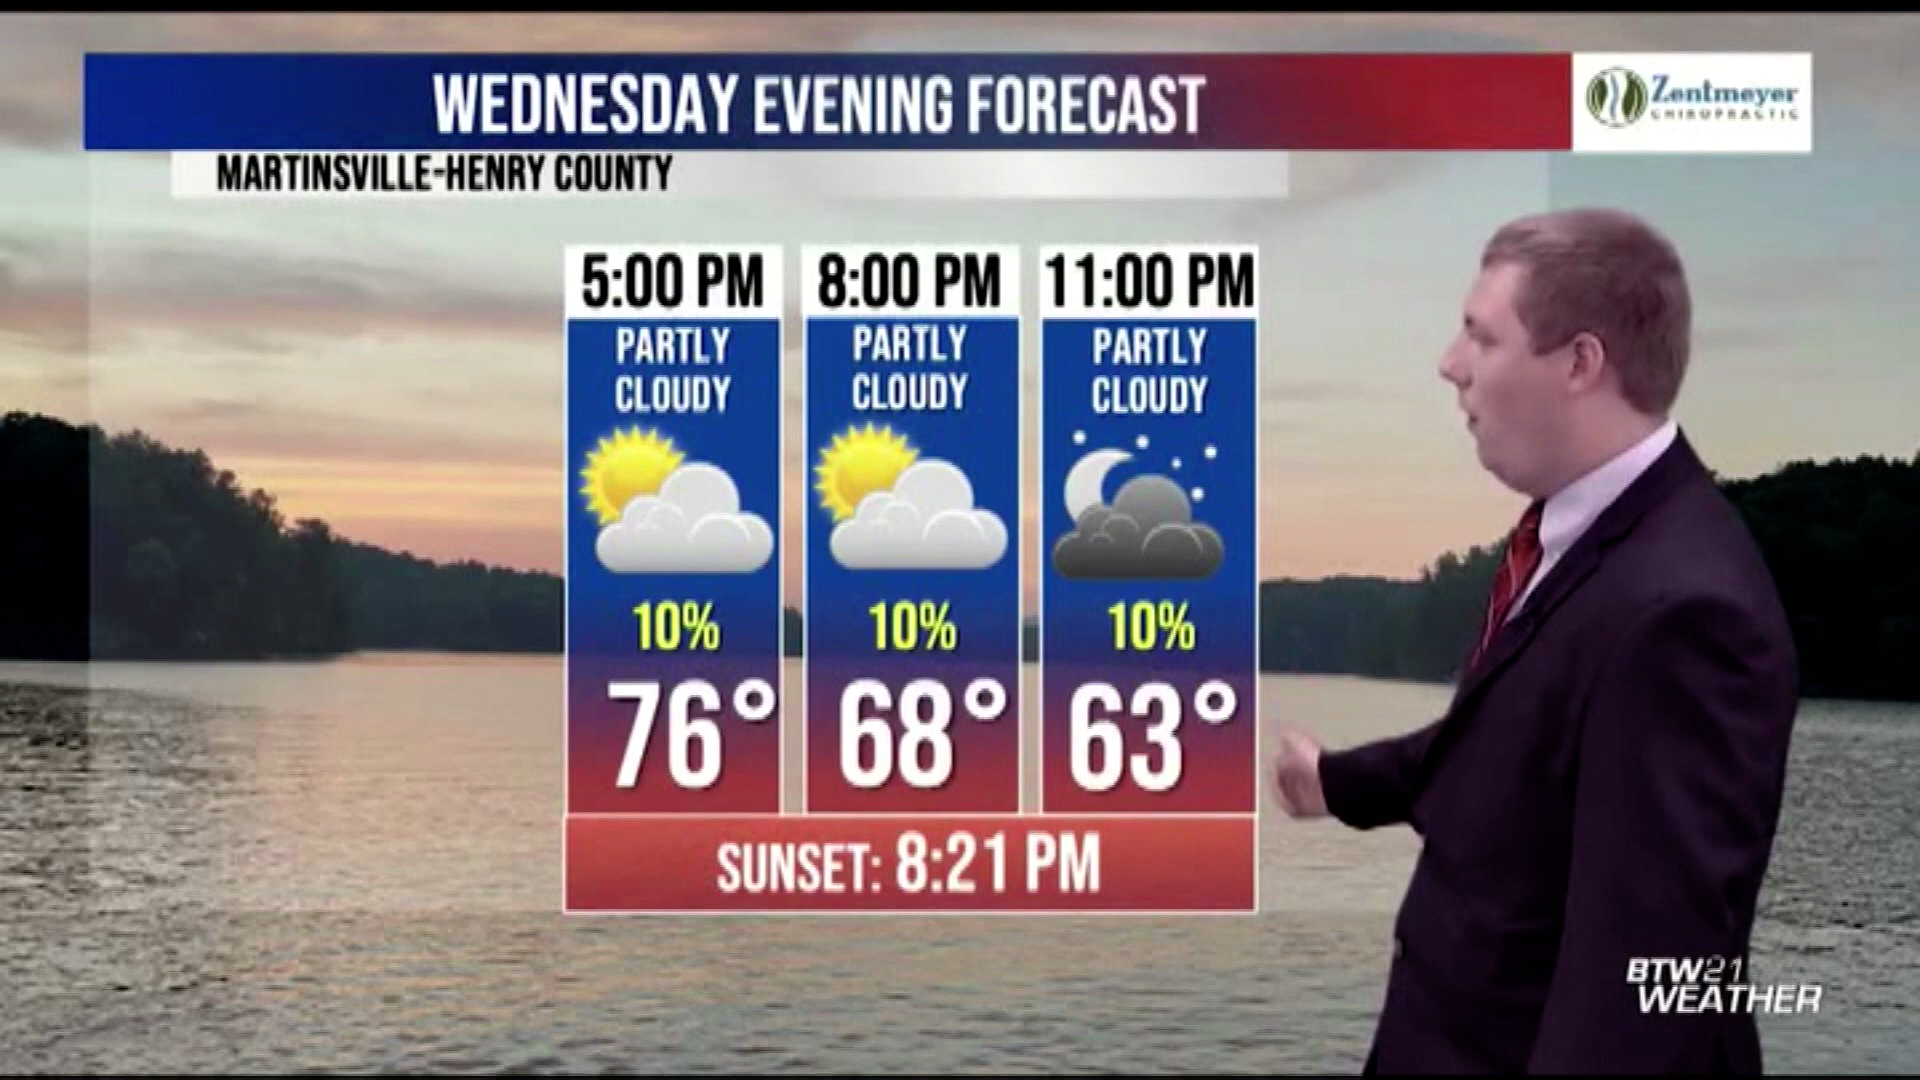 WEDNESDAY EVENING FORECAST
Zentmeyer
CHIROPRACTIC
MARTINSVILLE-HENRY COUNTY
5:00 PM
PARTLY
CLOUDY
10%
76°
8:00 PM
PARTLY
CLOUDY
10%
68°
11:00 PM
PARTLY
CLOUDY
10%
63°
SUNSET: 8:21 PM
BTW21
WEATHER